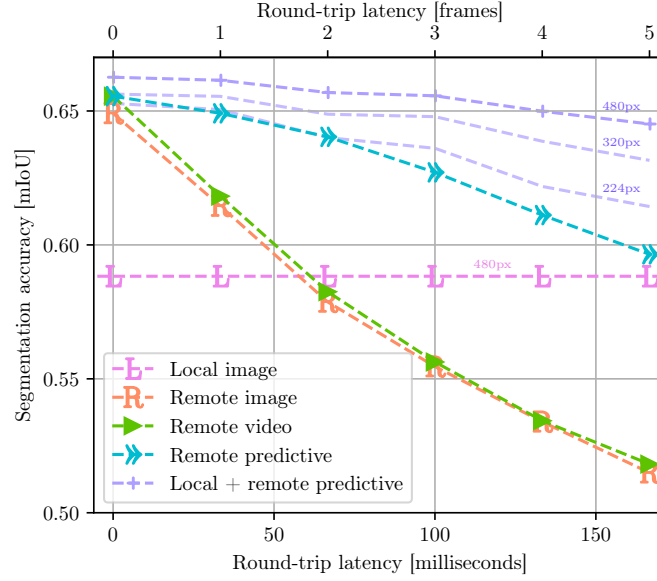 Round-trip latency [frames]
0 1 2 3 4 5
Segmentation accuracy [mIoU]
0.65
0.60
0.55
0.50
480px
320px
224px
480px
L L L L L L
R R R R R R
L Local image
R Remote image
Remote video
Remote predictive
Local + remote predictive
0 50 100 150
Round-trip latency [milliseconds]